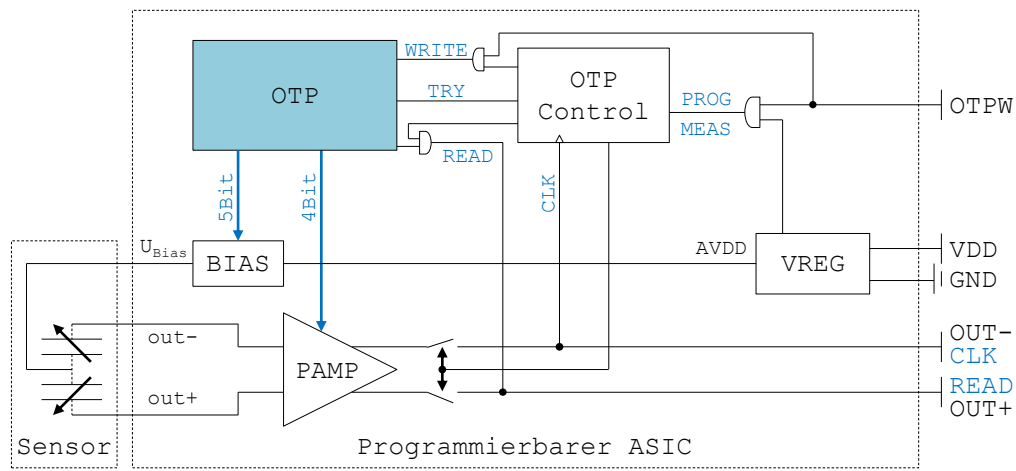 WRITE
OTP
TRY
OTP
Control
PROG
MEAS
OTPW
READ
5Bit
4Bit
CLK
U_Bias
BIAS
AVDD
VREG
VDD
GND
out-
PAMP
out+
OUT-
CLK
READ
OUT+
Sensor
Programmierbarer ASIC